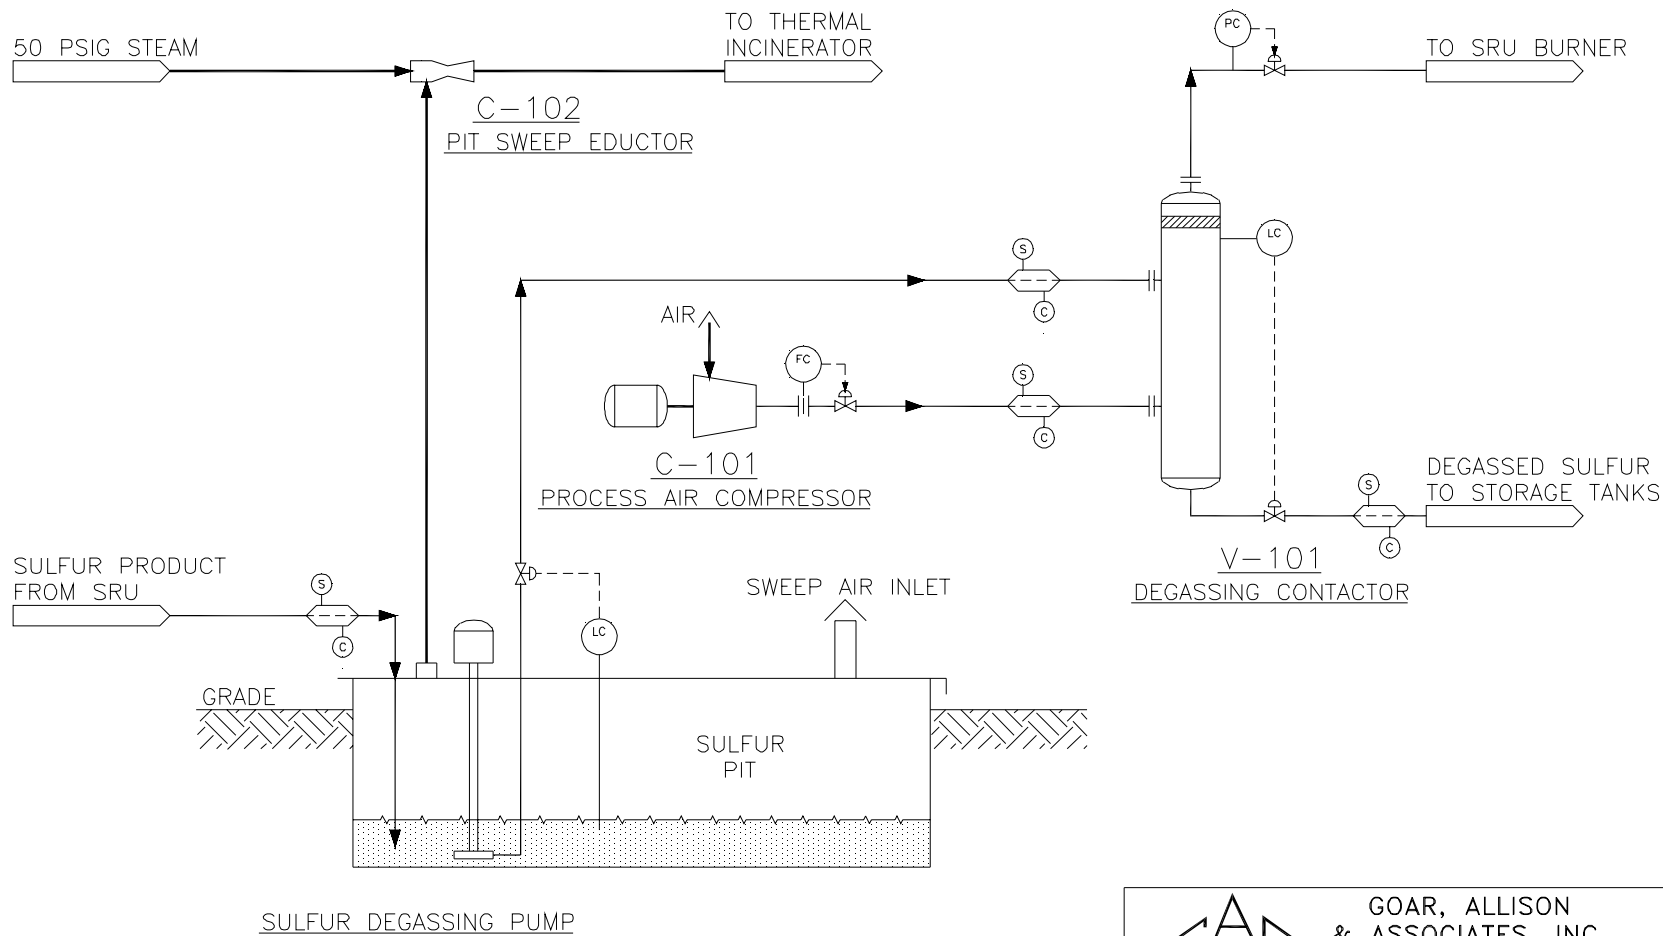 50 PSIG STEAM
TO THERMAL
INCINERATOR
PC
TO SRU BURNER
C-102
PIT SWEEP EDUCTOR
S
LC
C
AIR
FC
S
C
C-101
PROCESS AIR COMPRESSOR
DEGASSED SULFUR
TO STORAGE TANKS
S
C
V-101
DEGASSING CONTACTOR
SULFUR PRODUCT
FROM SRU
S
C
SWEEP AIR INLET
LC
GRADE
SULFUR
PIT
SULFUR DEGASSING PUMP
GOAR, ALLISON
& ASSOCIATES, INC